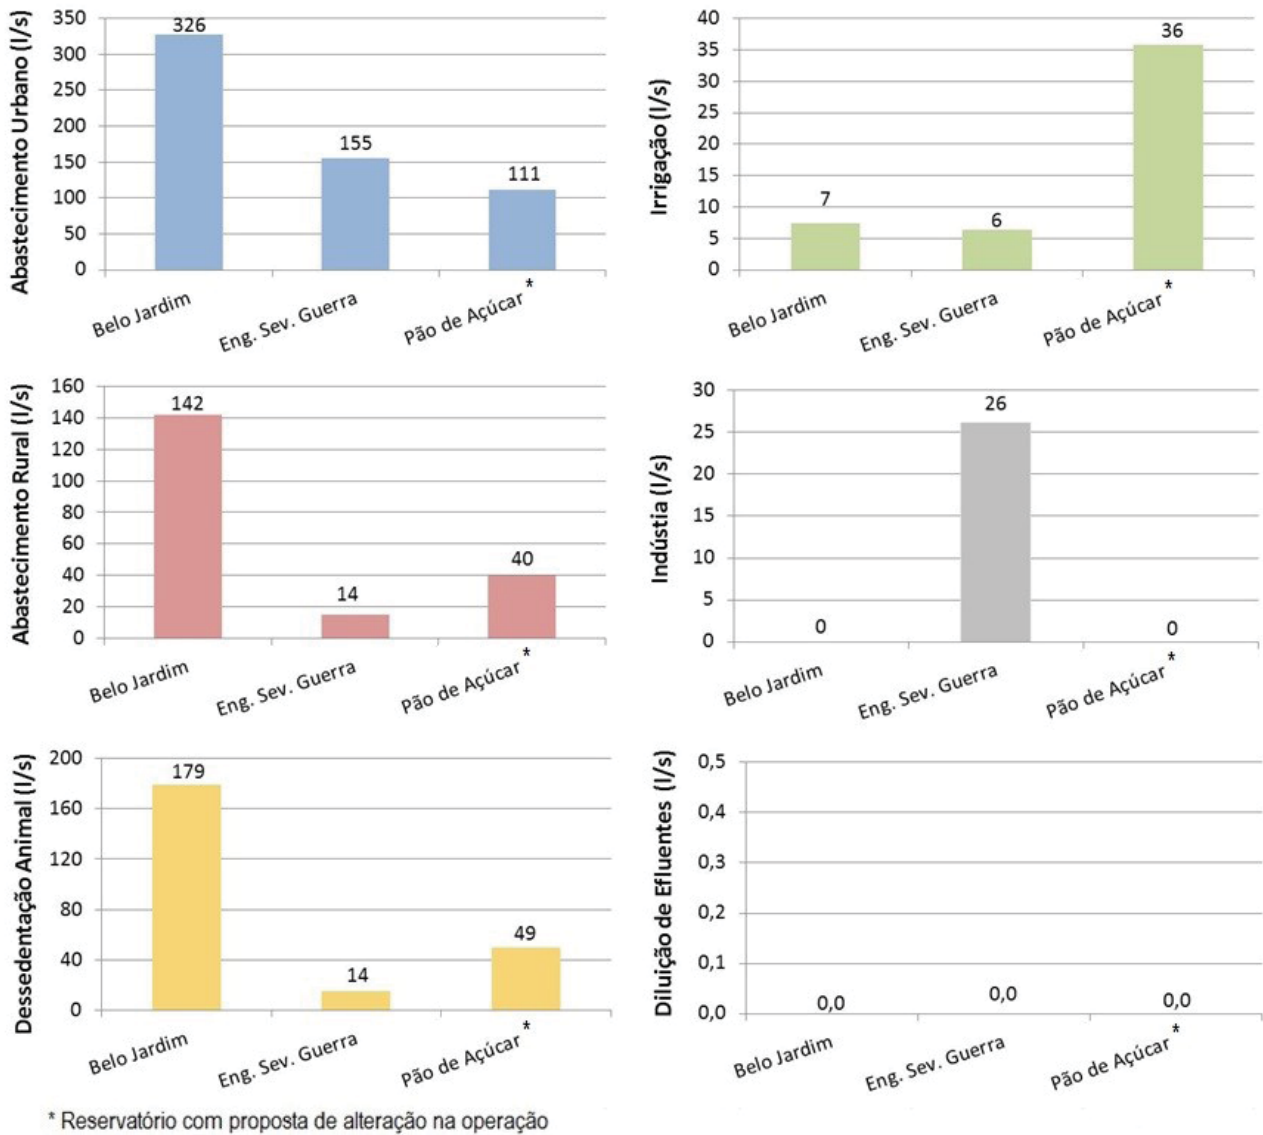 Abastecimento Urbano (l/s)
350
300
250
200
150
100
50
0
326
155
111
Belo Jardim
Eng. Sev. Guerra
Pão de Açúcar *
Irrigação (l/s)
40
35
30
25
20
15
10
5
0
7
6
36
Belo Jardim
Eng. Sev. Guerra
Pão de Açúcar *
Abastecimento Rural (l/s)
160
140
120
100
80
60
40
20
0
142
14
40
Belo Jardim
Eng. Sev. Guerra
Pão de Açúcar *
Indústia (l/s)
30
25
20
15
10
5
0
0
26
0
Belo Jardim
Eng. Sev. Guerra
Pão de Açúcar *
Dessedentação Animal (l/s)
200
160
120
80
40
0
179
14
49
Belo Jardim
Eng. Sev. Guerra
Pão de Açúcar *
Diluição de Efluentes (l/s)
0,5
0,4
0,3
0,2
0,1
0,0
0,0
0,0
0,0
Belo Jardim
Eng. Sev. Guerra
Pão de Açúcar *
* Reservatório com proposta de alteração na operação